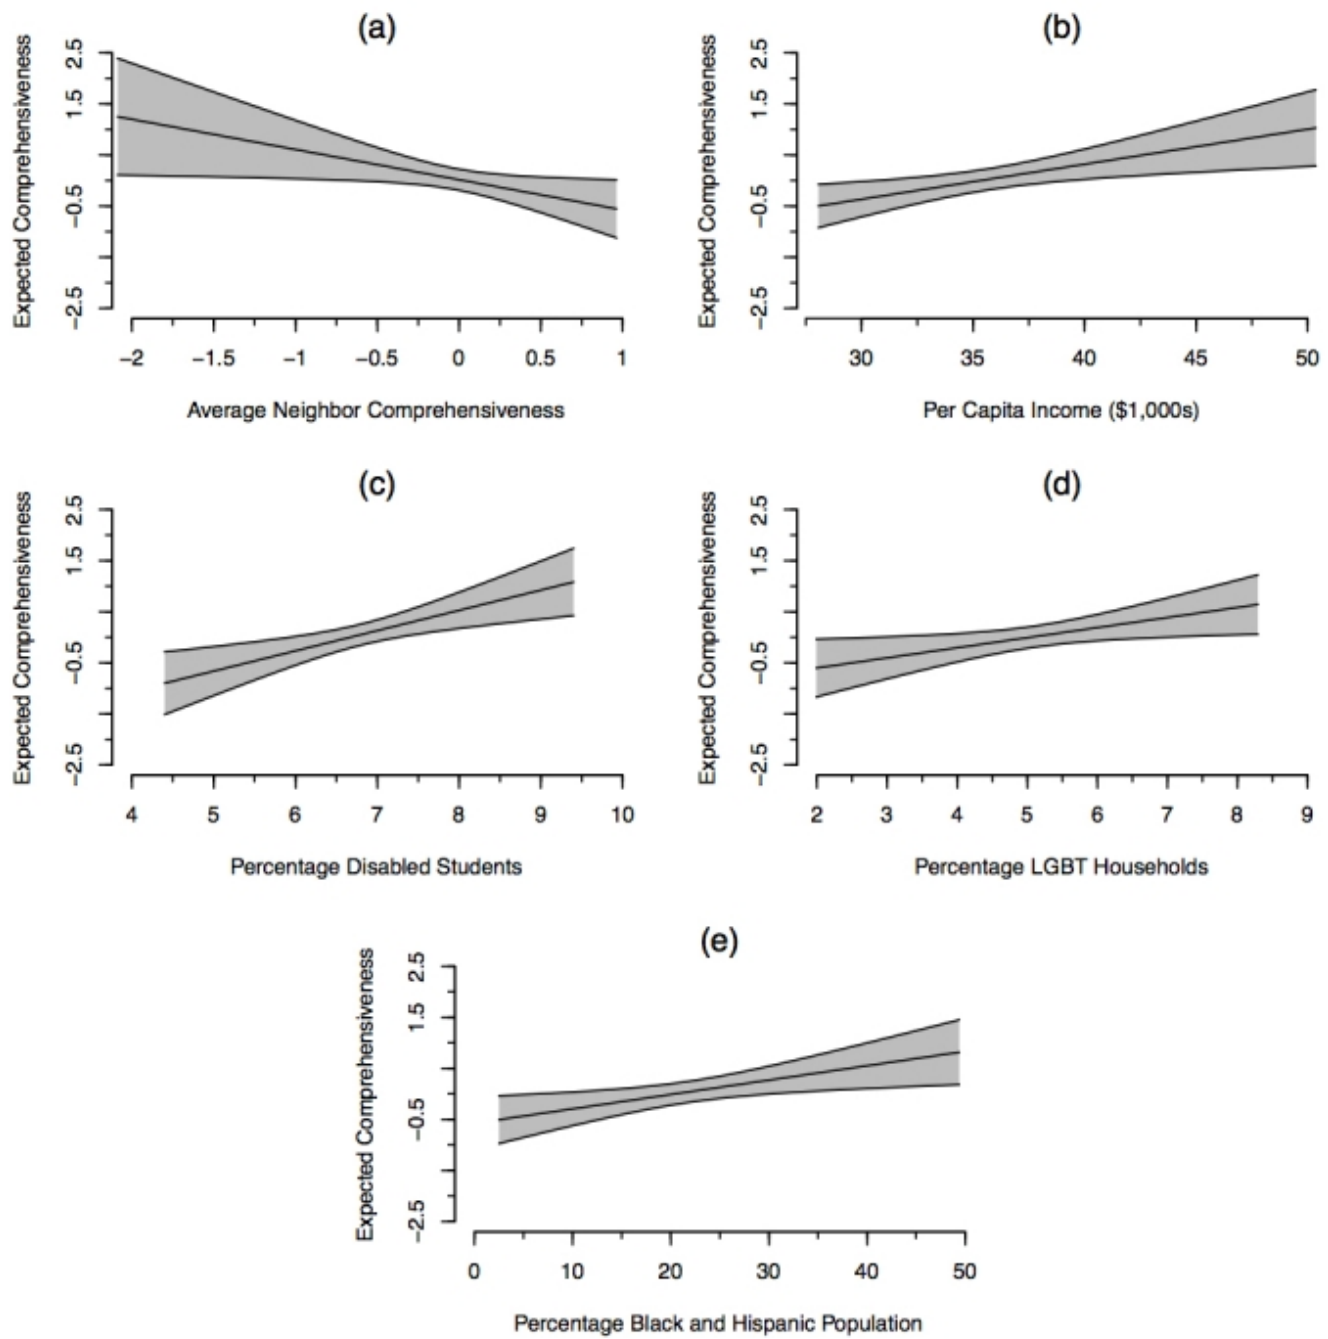 (a)
Expected Comprehensiveness
2.5
1.5
−0.5
−2.5
−2 −1.5 −1 −0.5 0 0.5 1
Average Neighbor Comprehensiveness
(b)
Expected Comprehensiveness
2.5
1.5
−0.5
−2.5
30 35 40 45 50
Per Capita Income ($1,000s)
(c)
Expected Comprehensiveness
2.5
1.5
−0.5
−2.5
4 5 6 7 8 9 10
Percentage Disabled Students
(d)
Expected Comprehensiveness
2.5
1.5
−0.5
−2.5
2 3 4 5 6 7 8 9
Percentage LGBT Households
(e)
Expected Comprehensiveness
2.5
1.5
−0.5
−2.5
0 10 20 30 40 50
Percentage Black and Hispanic Population